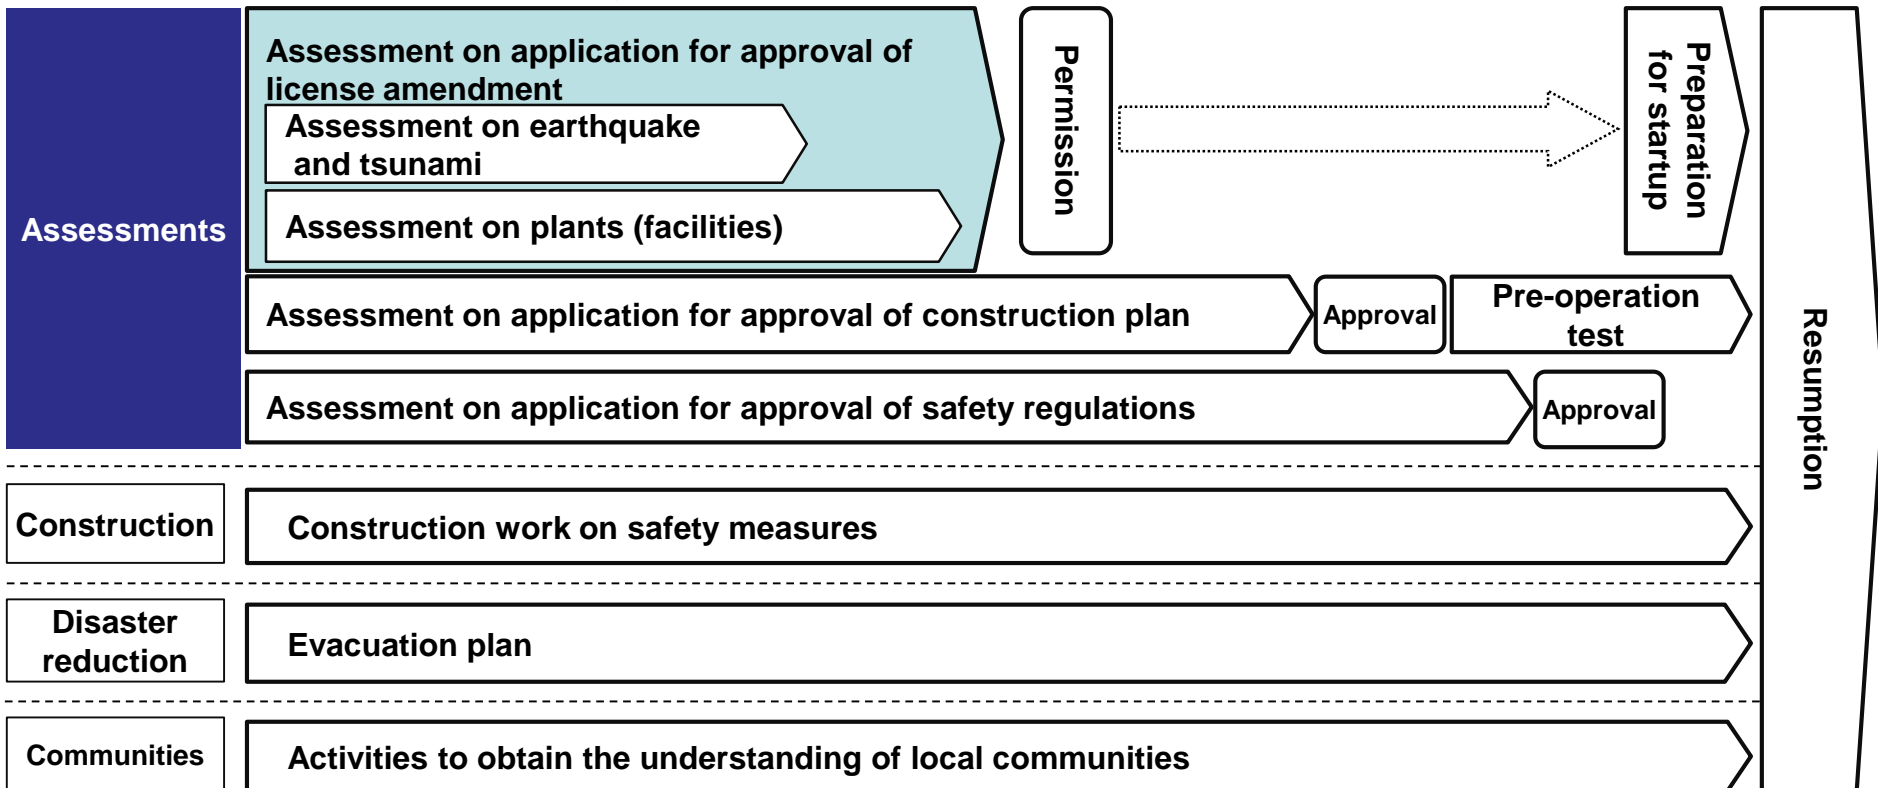 Assessments
Assessment on application for approval of
license amendment
Assessment on earthquake
and tsunami
Assessment on plants (facilities)
Permission
Preparation
for startup
Assessment on application for approval of construction plan
Approval
Pre-operation
test
Assessment on application for approval of safety regulations
Approval
Resumption
Construction
Construction work on safety measures
Disaster
reduction
Evacuation plan
Communities
Activities to obtain the understanding of local communities